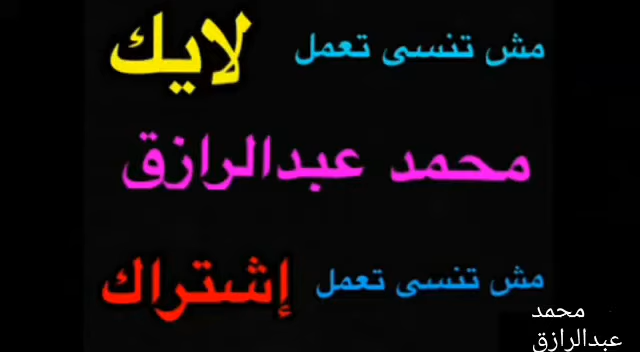 مش تنسى تعمل لايك
محمد عبدالرازق
مش تنسى تعمل إشتراك
محمد
عبدالرازق